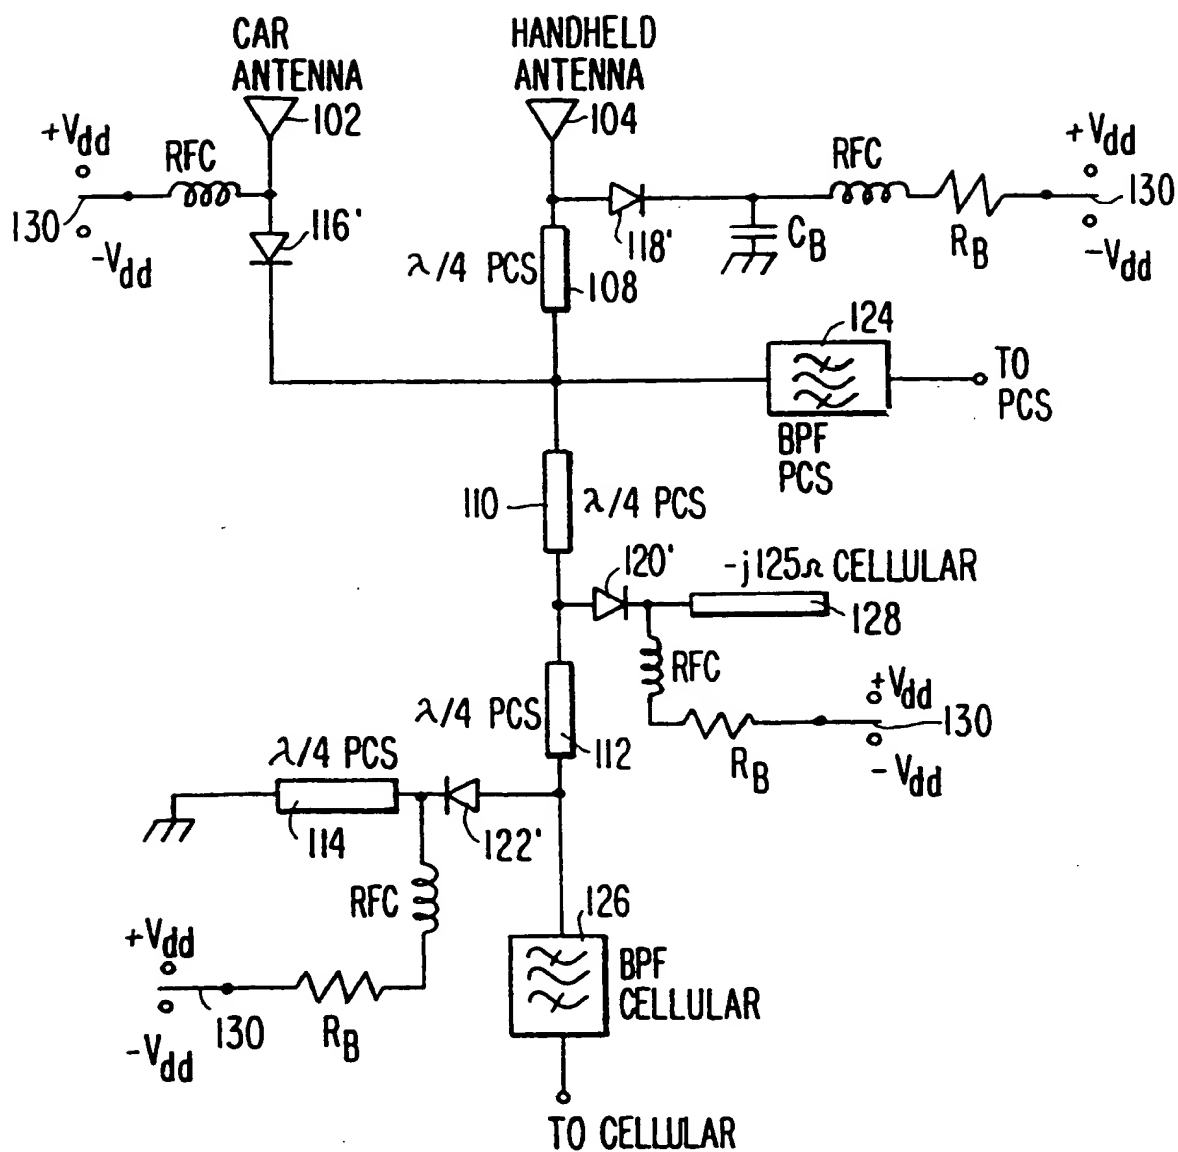 CAR
ANTENNA
HANDHELD
ANTENNA
102
104
+Vdd
RFC
130
-Vdd
116'
118'
CB
RFC
RB
+Vdd
130
-Vdd
λ/4 PCS
108
124
TO
PCS
BPF
PCS
110
λ/4 PCS
120'
-j125Ω CELLULAR
128
RFC
RB
+Vdd
130
-Vdd
λ/4 PCS
112
λ/4 PCS
114
122'
RFC
126
BPF
CELLULAR
+Vdd
130
-Vdd
RB
TO CELLULAR